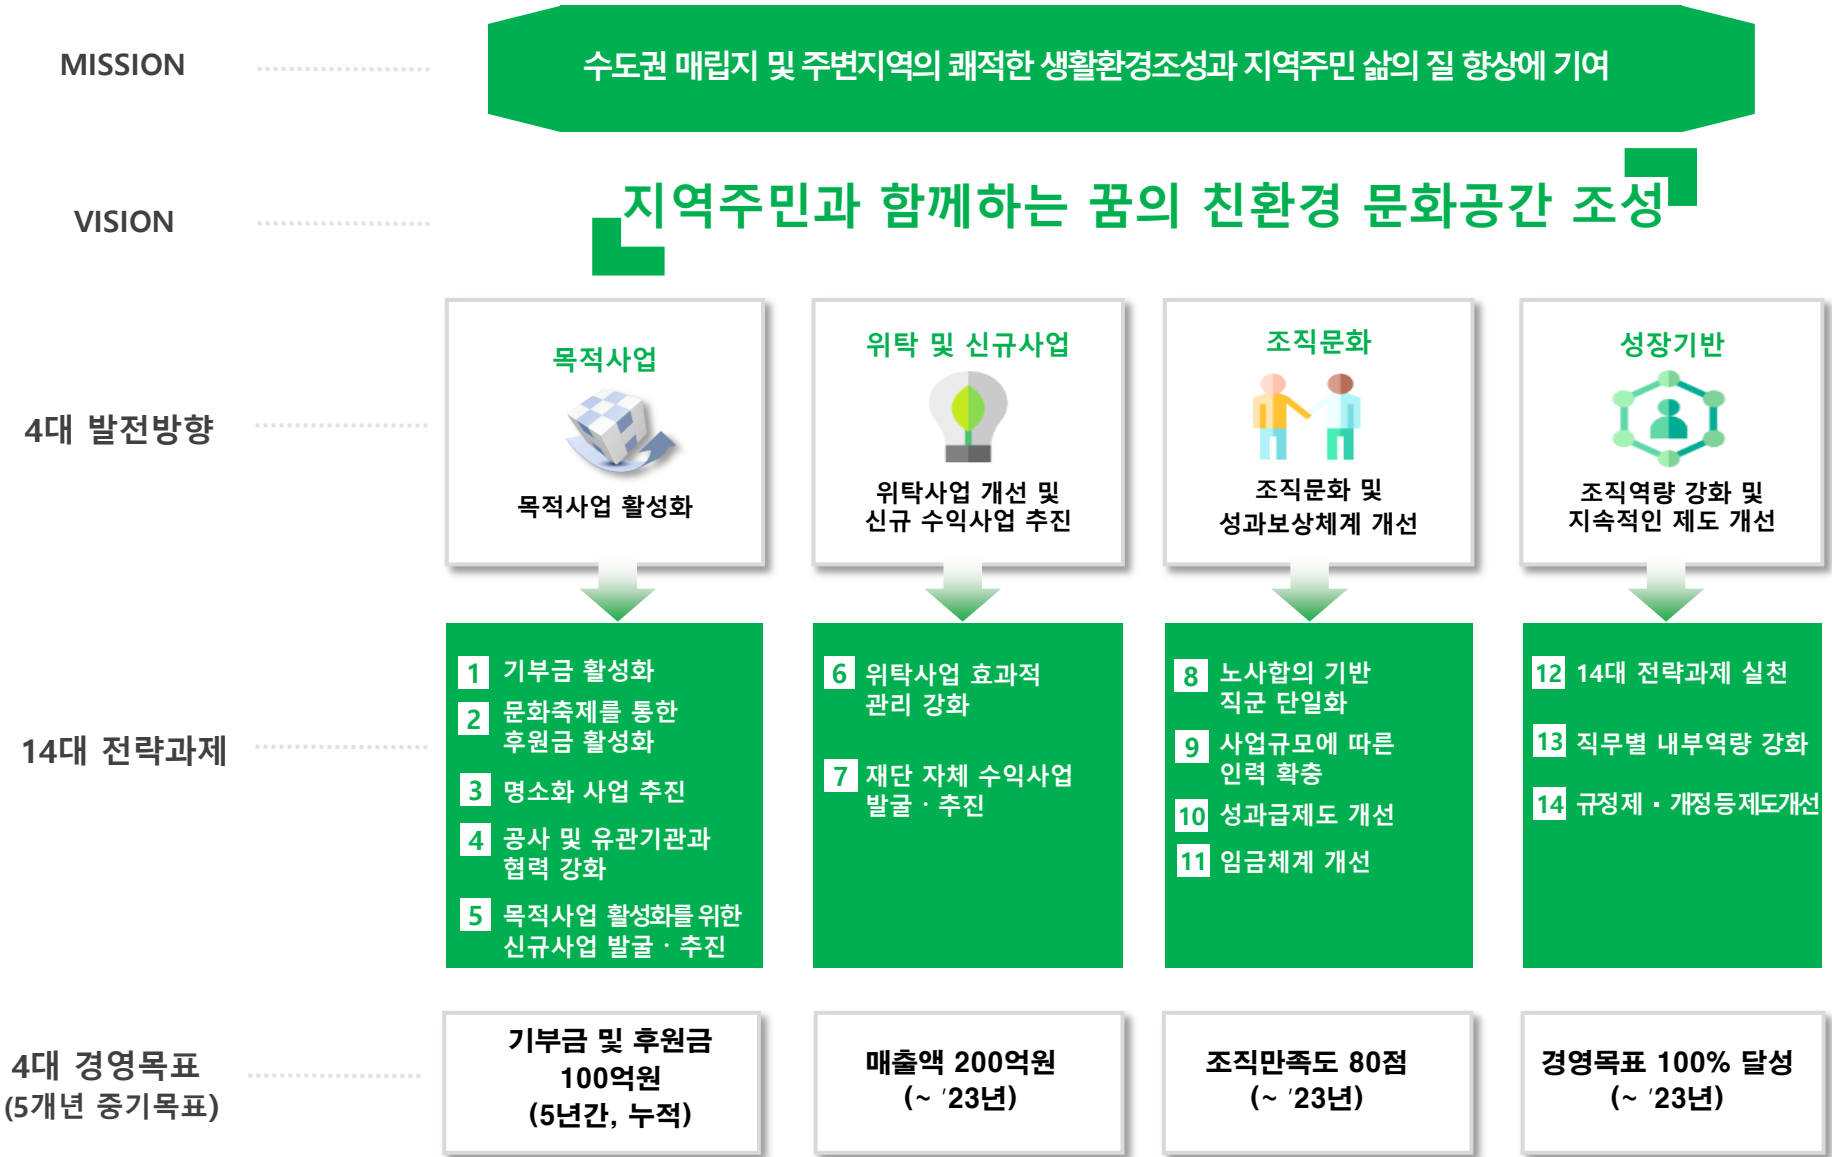 MISSION
수도권 매립지 및 주변지역의 쾌적한 생활환경조성과 지역주민 삶의 질 향상에 기여
VISION
지역주민과 함께하는 꿈의 친환경 문화공간 조성
4대 발전방향
목적사업
목적사업 활성화
위탁 및 신규사업
위탁사업 개선 및
신규 수익사업 추진
조직문화
조직문화 및
성과보상체계 개선
성장기반
조직역량 강화 및
지속적인 제도 개선
14대 전략과제
1 기부금 활성화
2 문화축제를 통한
후원금 활성화
3 명소화 사업 추진
4 공사 및 유관기관과
협력 강화
5 목적사업 활성화를 위한
신규사업 발굴 · 추진
6 위탁사업 효과적
관리 강화
7 재단 자체 수익사업
발굴 · 추진
8 노사합의 기반
직군 단일화
9 사업규모에 따른
인력 확충
10 성과급제도 개선
11 임금체계 개선
12 14대 전략과제 실천
13 직무별 내부역량 강화
14 규정제 · 개정등제도개선
4대 경영목표
(5개년 중기목표)
기부금 및 후원금
100억원
(5년간, 누적)
매출액 200억원
(~ ′23년)
조직만족도 80점
(~ ′23년)
경영목표 100% 달성
(~ ′23년)